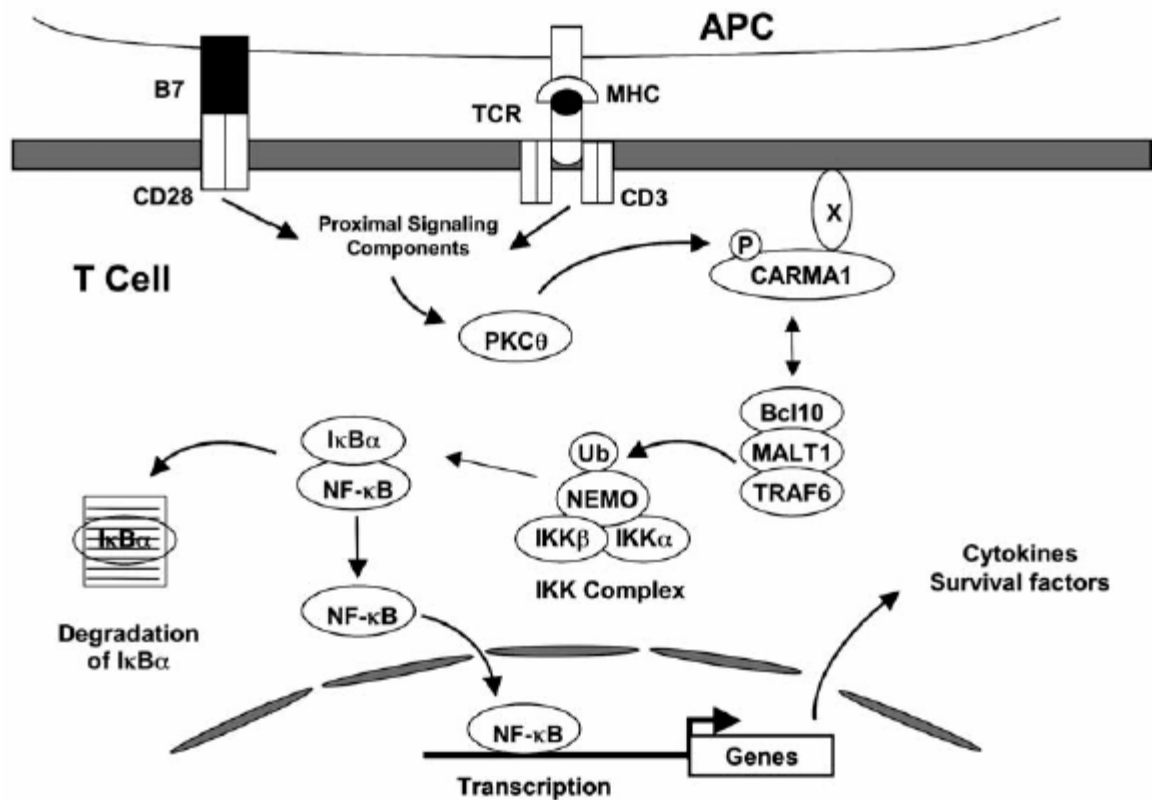 APC
B7
MHC
TCR
CD28
CD3
X
Proximal Signaling
Components
P
CARMA1
T Cell
PKCθ
Bcl10
MALT1
TRAF6
IκBα
NF-κB
Ub
NEMO
IKKβ
IKKα
IKK Complex
IκBα
Degradation
of IκBα
NF-κB
Cytokines
Survival factors
NF-κB
Genes
Transcription